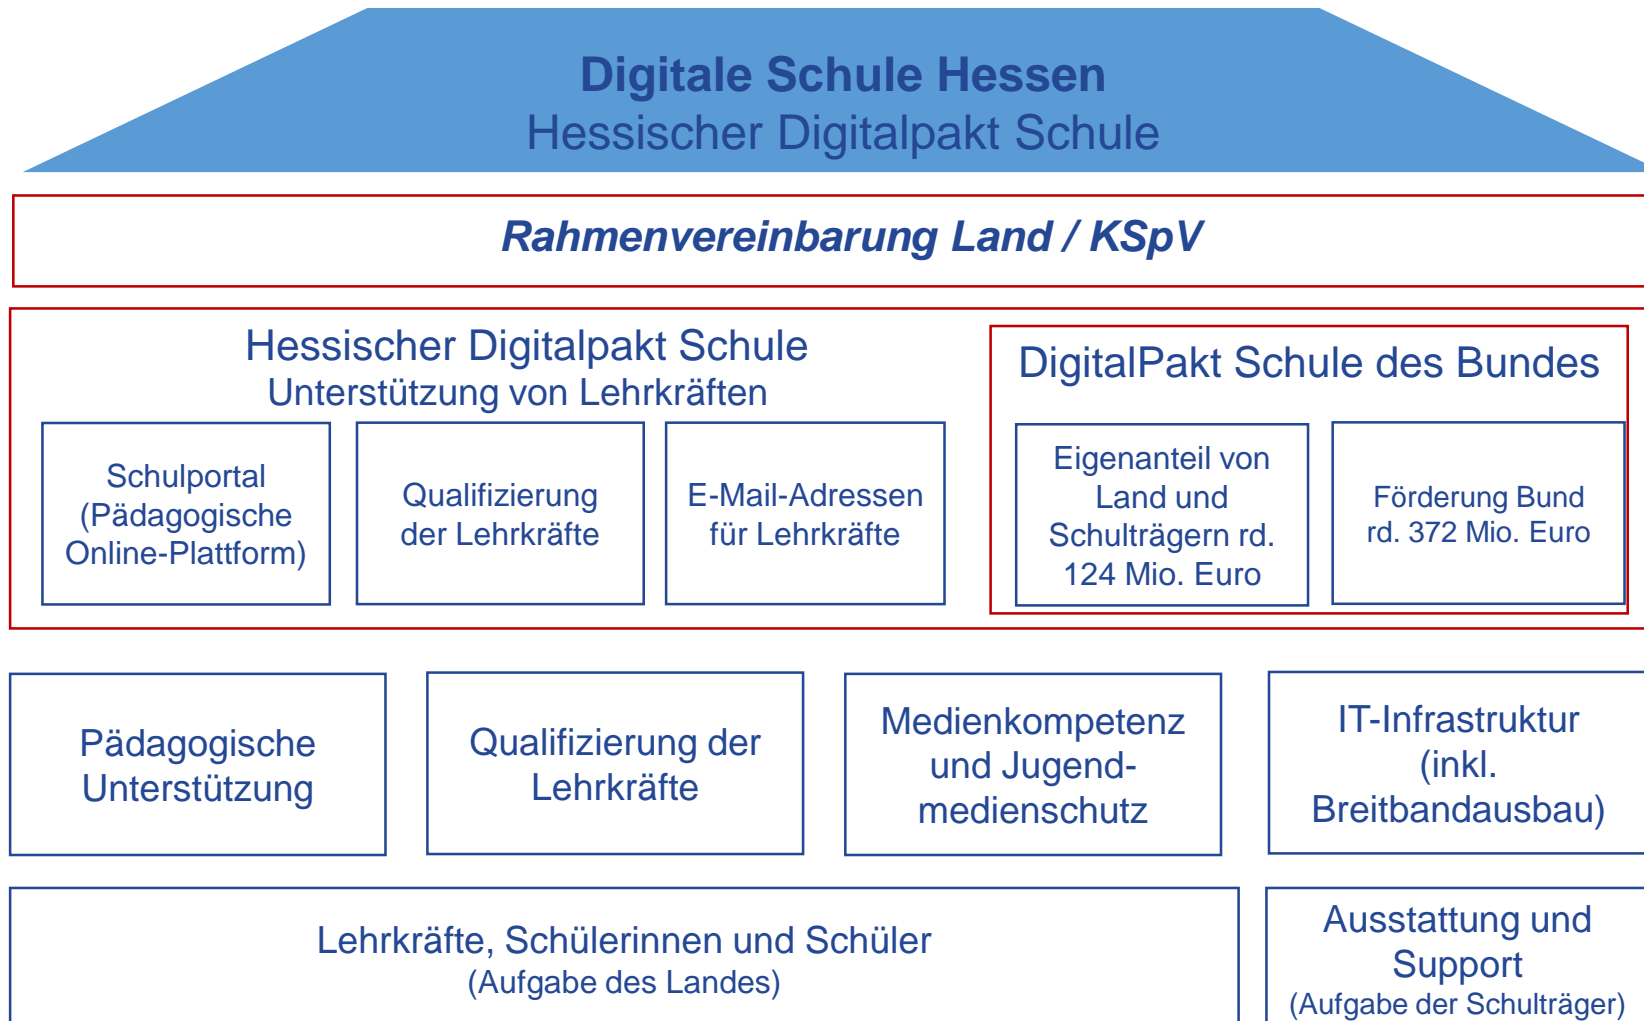 Digitale Schule Hessen
Hessischer Digitalpakt Schule
Rahmenvereinbarung Land / KSpV
Hessischer Digitalpakt Schule
Unterstützung von Lehrkräften
Schulportal
(Pädagogische
Online-Plattform)
Qualifizierung
der Lehrkräfte
E-Mail-Adressen
für Lehrkräfte
DigitalPakt Schule des Bundes
Eigenanteil von
Land und
Schulträgern rd.
124 Mio. Euro
Förderung Bund
rd. 372 Mio. Euro
Pädagogische
Unterstützung
Qualifizierung der
Lehrkräfte
Medienkompetenz
und Jugend-
medienschutz
IT-Infrastruktur
(inkl.
Breitbandausbau)
Lehrkräfte, Schülerinnen und Schüler
(Aufgabe des Landes)
Ausstattung und
Support
(Aufgabe der Schulträger)